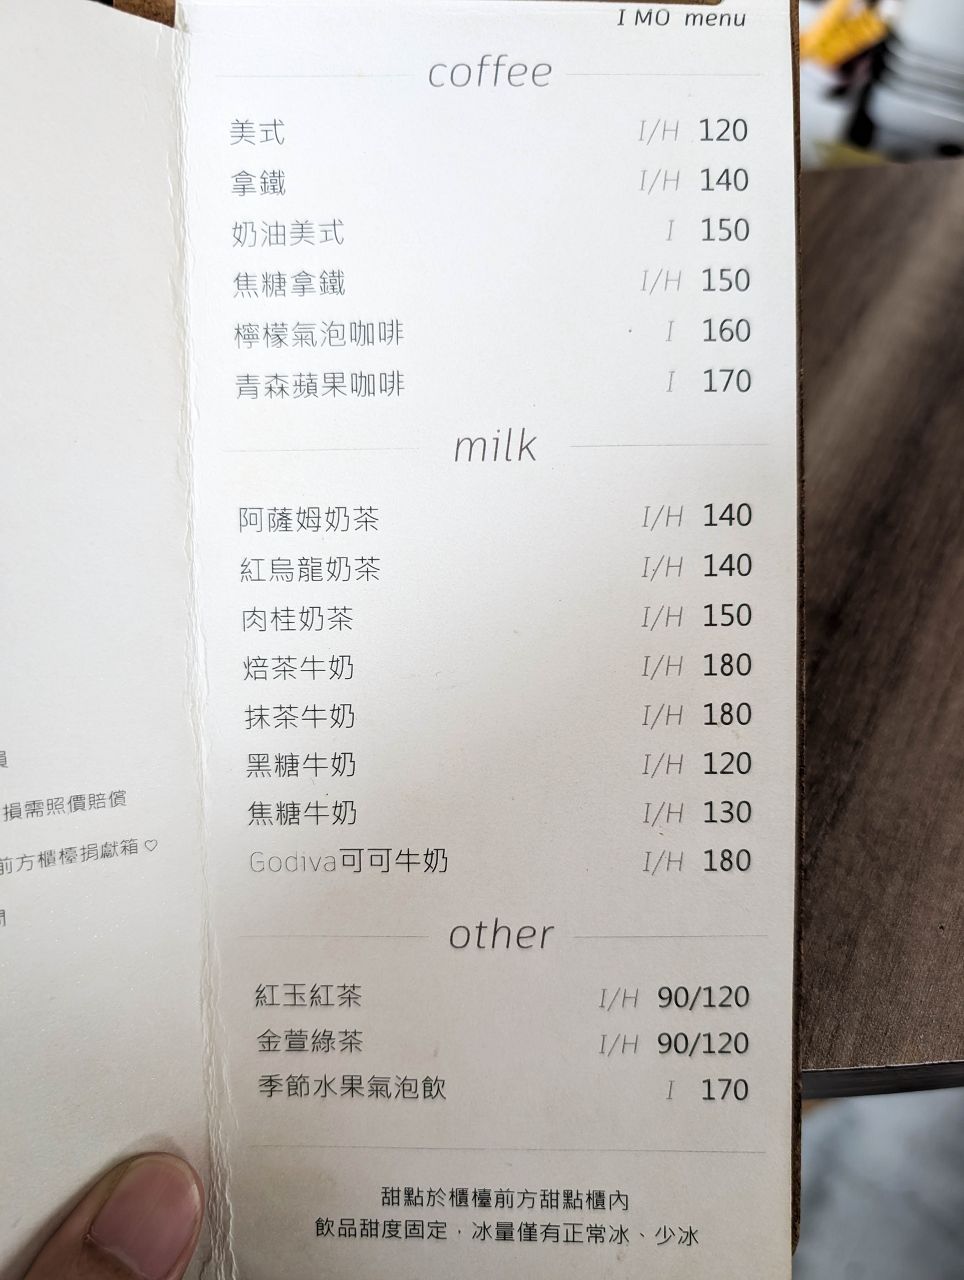 I MO menu
coffee
美式 I/H 120
拿鐵 I/H 140
奶油美式 I 150
焦糖拿鐵 I/H 150
檸檬氣泡咖啡 I 160
青森蘋果咖啡 I 170
milk
阿薩姆奶茶 I/H 140
紅烏龍奶茶 I/H 140
肉桂奶茶 I/H 150
焙茶牛奶 I/H 180
抹茶牛奶 I/H 180
黑糖牛奶 I/H 120
焦糖牛奶 I/H 130
Godiva可可牛奶 I/H 180
other
紅玉紅茶 I/H 90/120
金萱綠茶 I/H 90/120
季節水果氣泡飲 I 170
甜點於櫃檯前方甜點櫃內
飲品甜度固定，冰量僅有正常冰、少冰
損需照價賠償
前方櫃檯捐獻箱♡